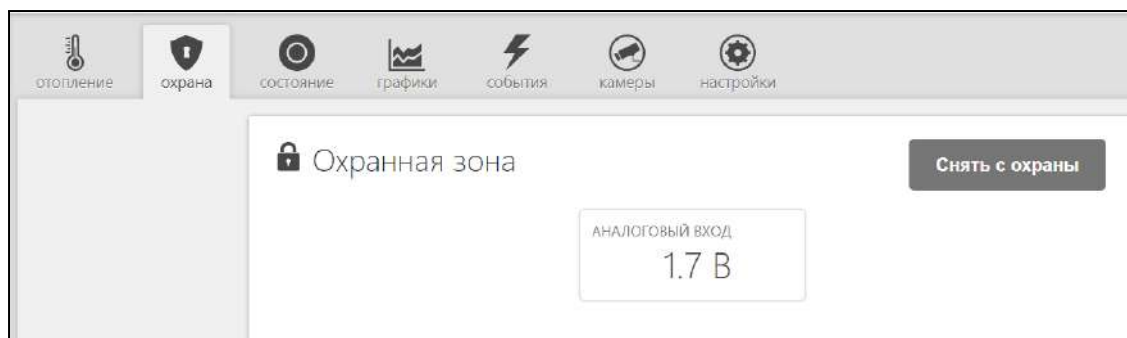 отопление охрана состояние графики события камеры настройки
Охранная зона Снять с охраны
АНАЛОГОВЫЙ ВХОД
1.7 В